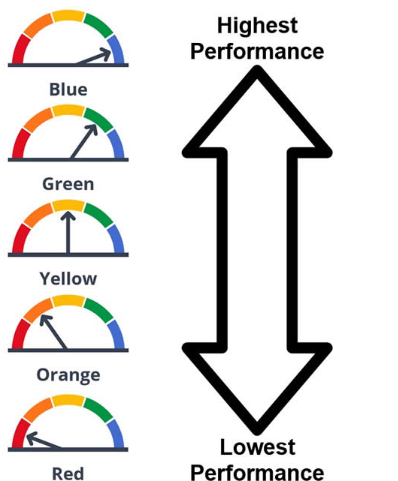 Highest
Performance
Blue
Green
Yellow
Orange
Red
Lowest
Performance